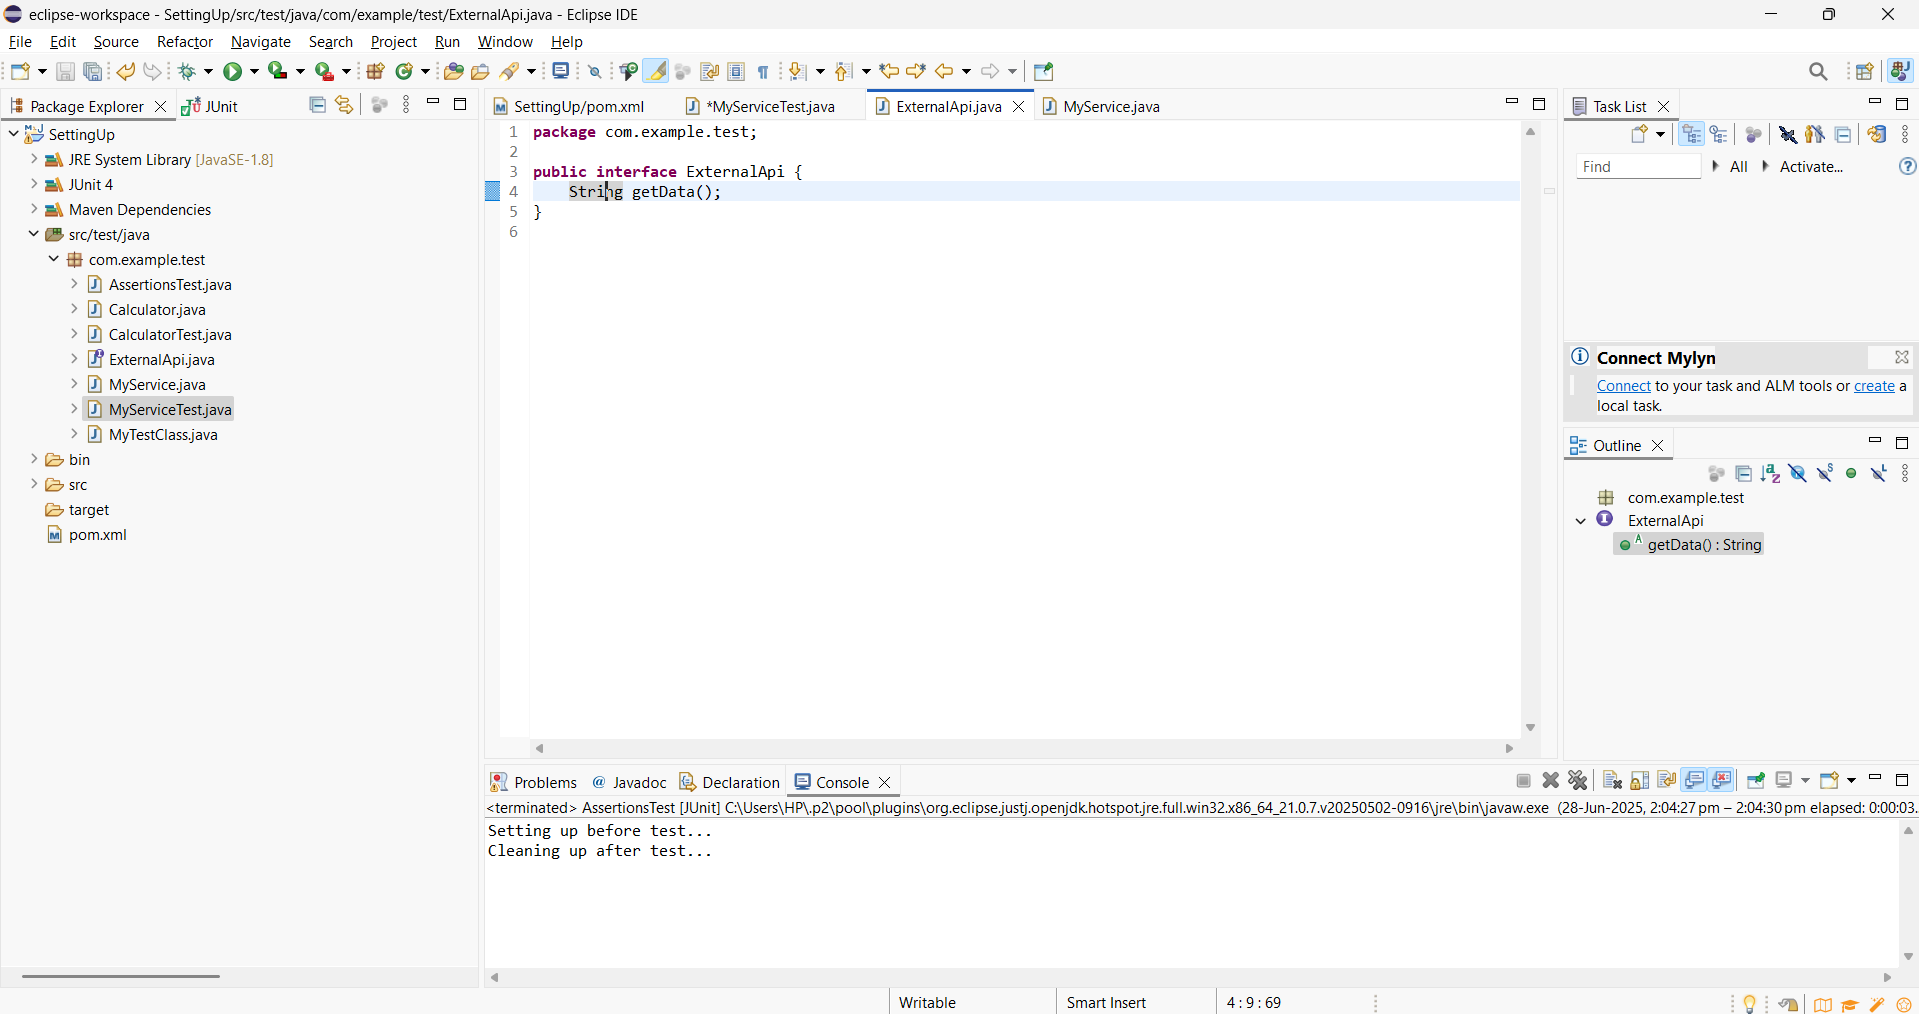 eclipse-workspace - SettingUp/src/test/java/com/example/test/ExternalApi.java - Eclipse IDE
File Edit Source Refactor Navigate Search Project Run Window Help
Package Explorer JUnit
SettingUp
JRE System Library [JavaSE-1.8]
JUnit 4
Maven Dependencies
src/test/java
com.example.test
AssertionsTest.java
Calculator.java
CalculatorTest.java
ExternalApi.java
MyService.java
MyServiceTest.java
MyTestClass.java
bin
src
target
pom.xml
SettingUp/pom.xml *MyServiceTest.java ExternalApi.java MyService.java
1 package com.example.test;
2
3 public interface ExternalApi {
4 String getData();
5 }
6
Task List
Find All Activate...
Connect Mylyn
Connect to your task and ALM tools or create a
local task.
Outline
com.example.test
ExternalApi
getData() : String
Problems @ Javadoc Declaration Console
<terminated> AssertionsTest [JUnit] C:\Users\HP\.p2\pool\plugins\org.eclipse.justj.openjdk.hotspot.jre.full.win32.x86_64_21.0.7.v20250502-0916\jre\bin\javaw.exe (28-Jun-2025, 2:04:27 pm – 2:04:30 pm elapsed: 0:00:03.
Setting up before test...
Cleaning up after test...
Writable Smart Insert 4 : 9 : 69